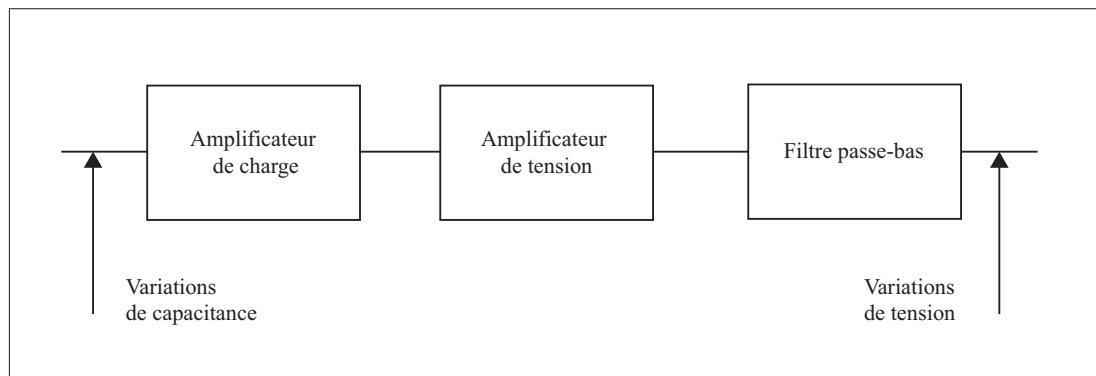 Amplificateur
de charge
Amplificateur
de tension
Filtre passe-bas
Variations
de capacitance
Variations
de tension